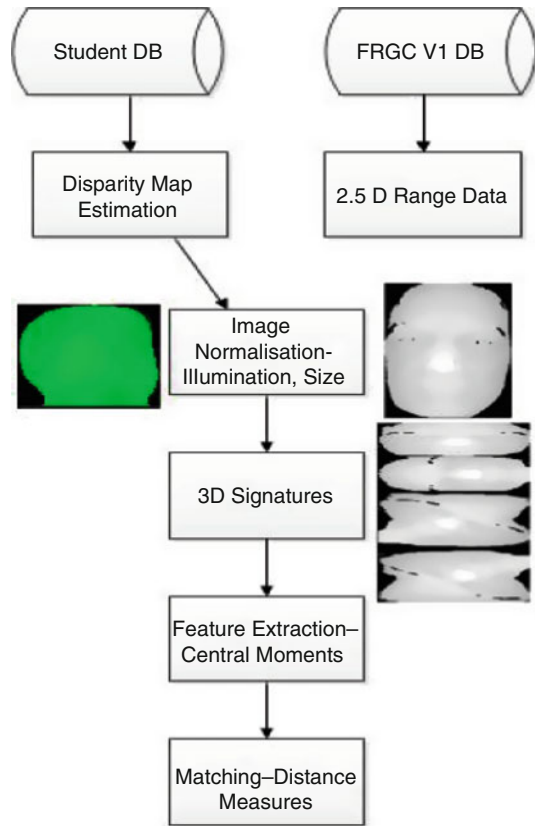 Student DB
FRGC V1 DB
Disparity Map
Estimation
2.5 D Range Data
Image
Normalisation-
Illumination, Size
3D Signatures
Feature Extraction–
Central Moments
Matching–Distance
Measures